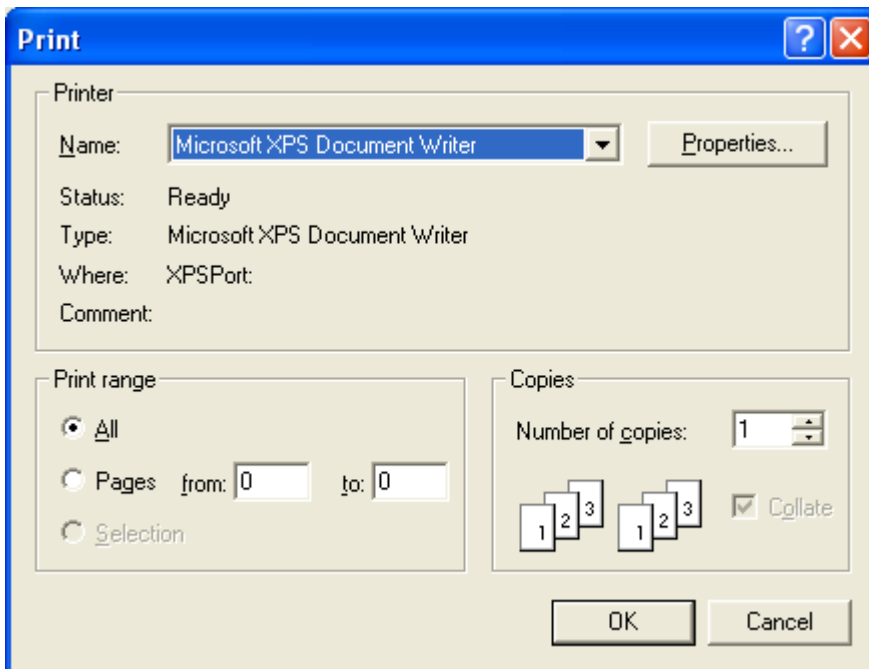 Print
Printer
Name: Microsoft XPS Document Writer Properties...
Status: Ready
Type: Microsoft XPS Document Writer
Where: XPSPort:
Comment:
Print range
All
Pages from: 0 to: 0
Selection
Copies
Number of copies: 1
1 2 3 1 2 3
Collate
OK Cancel